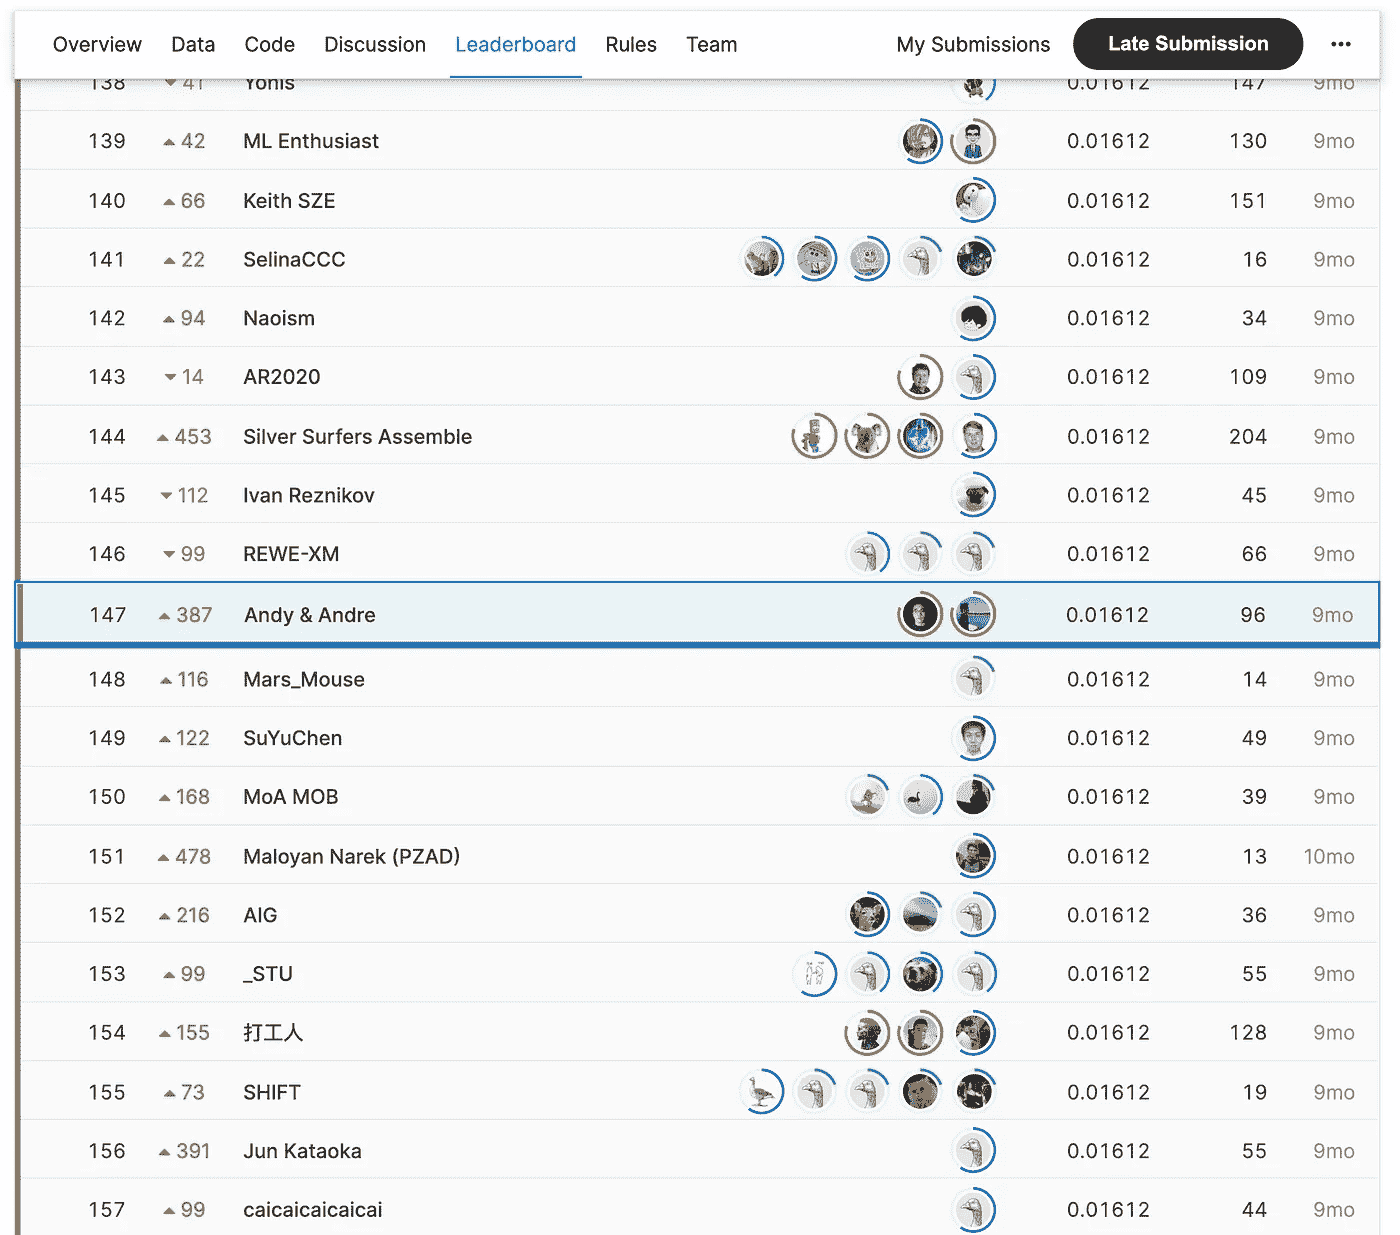 Overview Data Code Discussion Leaderboard Rules Team My Submissions Late Submission •••
138 ▼ 41 Yonis 0.01612 147 9mo
139 ▲ 42 ML Enthusiast 0.01612 130 9mo
140 ▲ 66 Keith SZE 0.01612 151 9mo
141 ▲ 22 SelinaCCC 0.01612 16 9mo
142 ▲ 94 Naoism 0.01612 34 9mo
143 ▼ 14 AR2020 0.01612 109 9mo
144 ▲ 453 Silver Surfers Assemble 0.01612 204 9mo
145 ▼ 112 Ivan Reznikov 0.01612 45 9mo
146 ▼ 99 REWE-XM 0.01612 66 9mo
147 ▲ 387 Andy & Andre 0.01612 96 9mo
148 ▲ 116 Mars_Mouse 0.01612 14 9mo
149 ▲ 122 SuYuChen 0.01612 49 9mo
150 ▲ 168 MoA MOB 0.01612 39 9mo
151 ▲ 478 Maloyan Narek (PZAD) 0.01612 13 10mo
152 ▲ 216 AIG 0.01612 36 9mo
153 ▲ 99 _STU 0.01612 55 9mo
154 ▲ 155 打工人 0.01612 128 9mo
155 ▲ 73 SHIFT 0.01612 19 9mo
156 ▲ 391 Jun Kataoka 0.01612 55 9mo
157 ▲ 99 caicaicaicaicai 0.01612 44 9mo